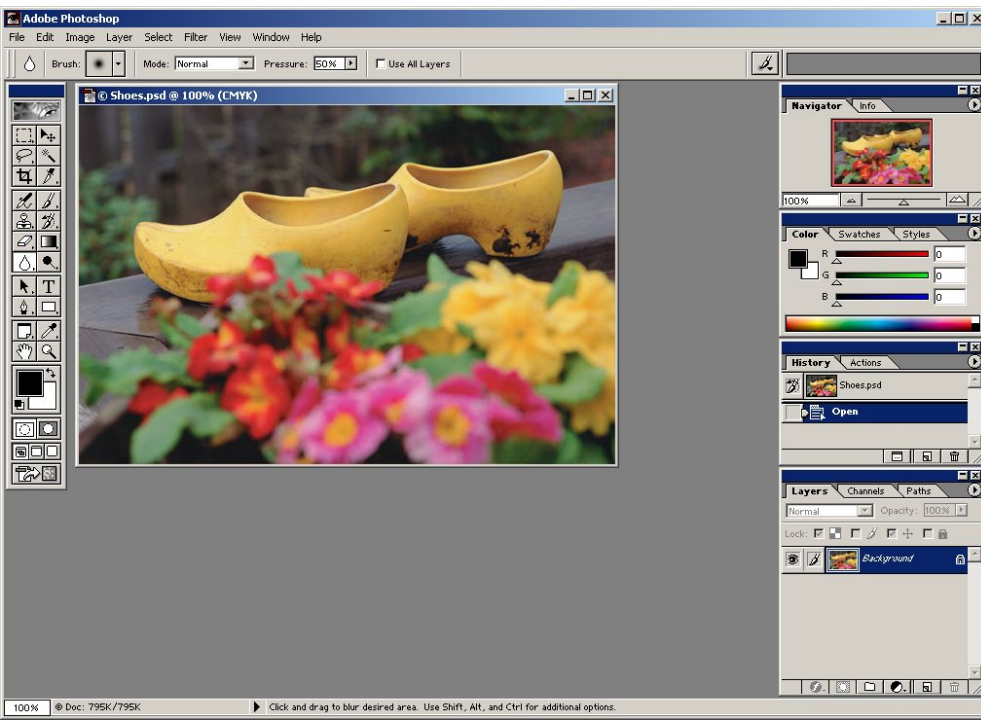 Adobe Photoshop
File Edit Image Layer Select Filter View Window Help
Brush: Mode: Normal Pressure: 50% Use All Layers
© Shoes.psd @ 100% (CMYK)
Navigator Info
100%
Color Swatches Styles
R 0
G 0
B 0
History Actions
Shoes.psd
Open
Layers Channels Paths
Normal Opacity: 100%
Lock:
Background
T
100% Doc: 795K/795K Click and drag to blur desired area. Use Shift, Alt, and Ctrl for additional options.